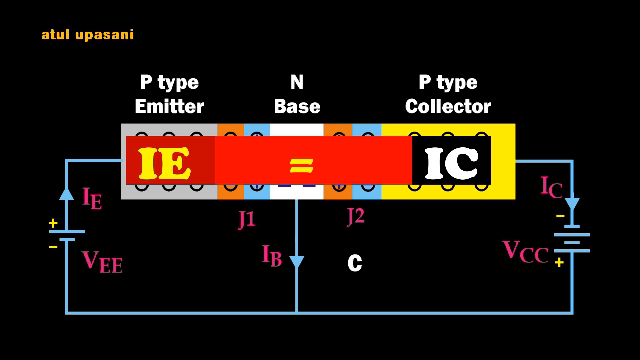 atul upasani
P type
Emitter
N
Base
P type
Collector
IE
=
IC
J1
J2
IE
+
−
VEE
IB
C
IC
−
VCC
+